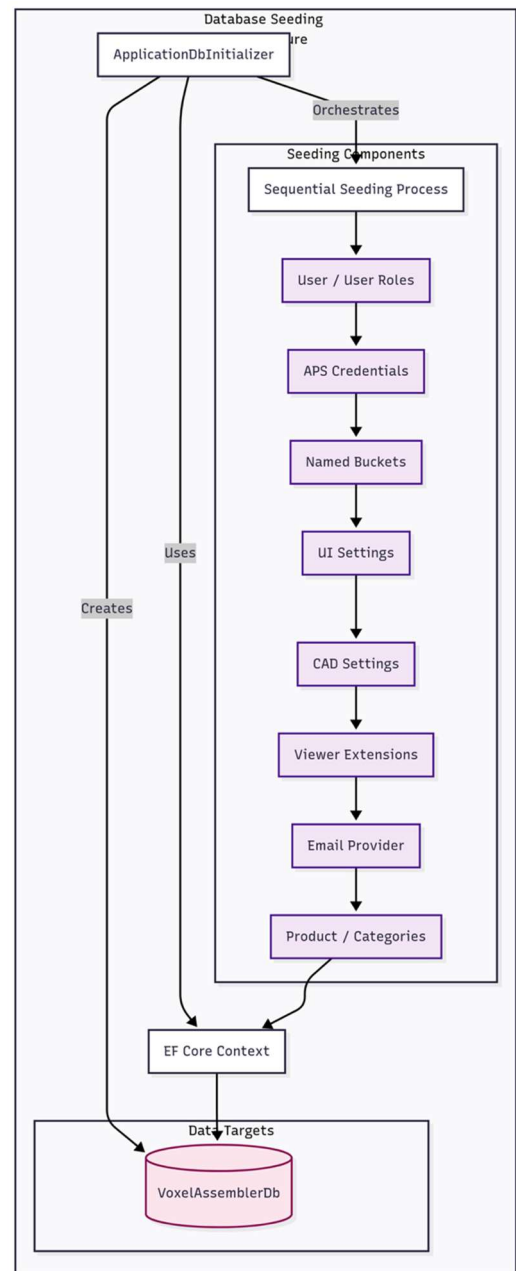 Database Seeding
ure
ApplicationDbInitializer
Orchestrates
Seeding Components
Sequential Seeding Process
User / User Roles
APS Credentials
Named Buckets
UI Settings
Uses
Creates
CAD Settings
Viewer Extensions
Email Provider
Product / Categories
EF Core Context
Data Targets
VoxelAssemblerDb